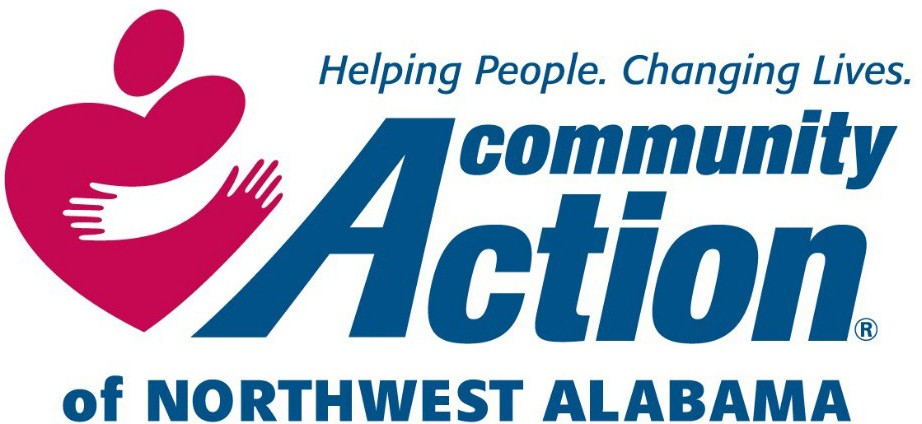 Helping People. Changing Lives.
community
Action®
of NORTHWEST ALABAMA